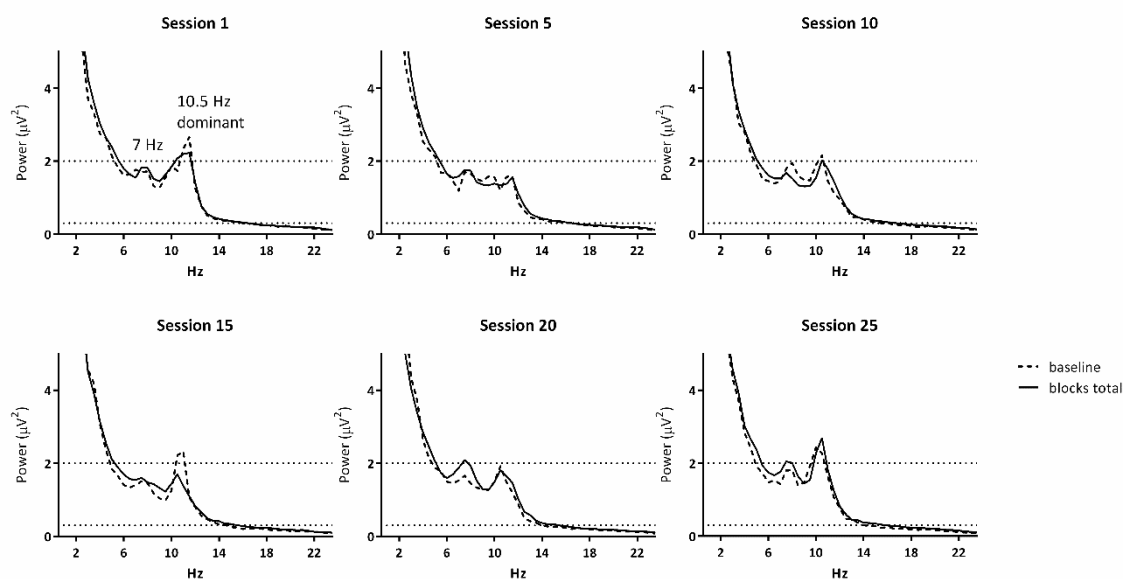 Session 1
Session 5
Session 10
Power (µV²)
4
2
0
7 Hz
10.5 Hz
dominant
2 6 10 14 18 22
Hz
Power (µV²)
4
2
0
2 6 10 14 18 22
Hz
Power (µV²)
4
2
0
2 6 10 14 18 22
Hz
Session 15
Session 20
Session 25
Power (µV²)
4
2
0
2 6 10 14 18 22
Hz
Power (µV²)
4
2
0
2 6 10 14 18 22
Hz
Power (µV²)
4
2
0
2 6 10 14 18 22
Hz
baseline
blocks total